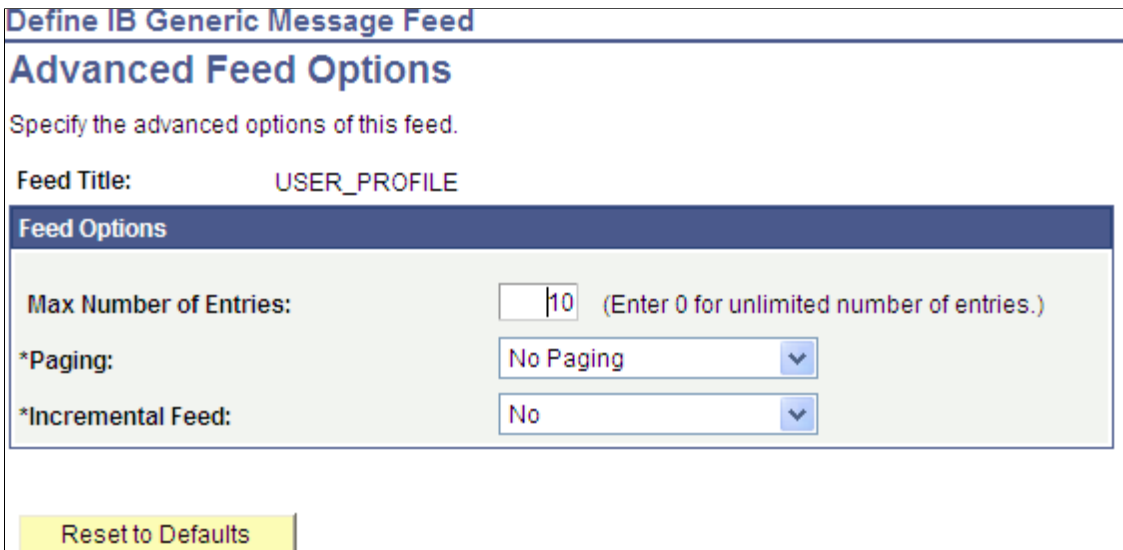 Define IB Generic Message Feed
Advanced Feed Options
Specify the advanced options of this feed.
Feed Title: USER_PROFILE
Feed Options
Max Number of Entries: 10 (Enter 0 for unlimited number of entries.)
*Paging: No Paging
*Incremental Feed: No
Reset to Defaults